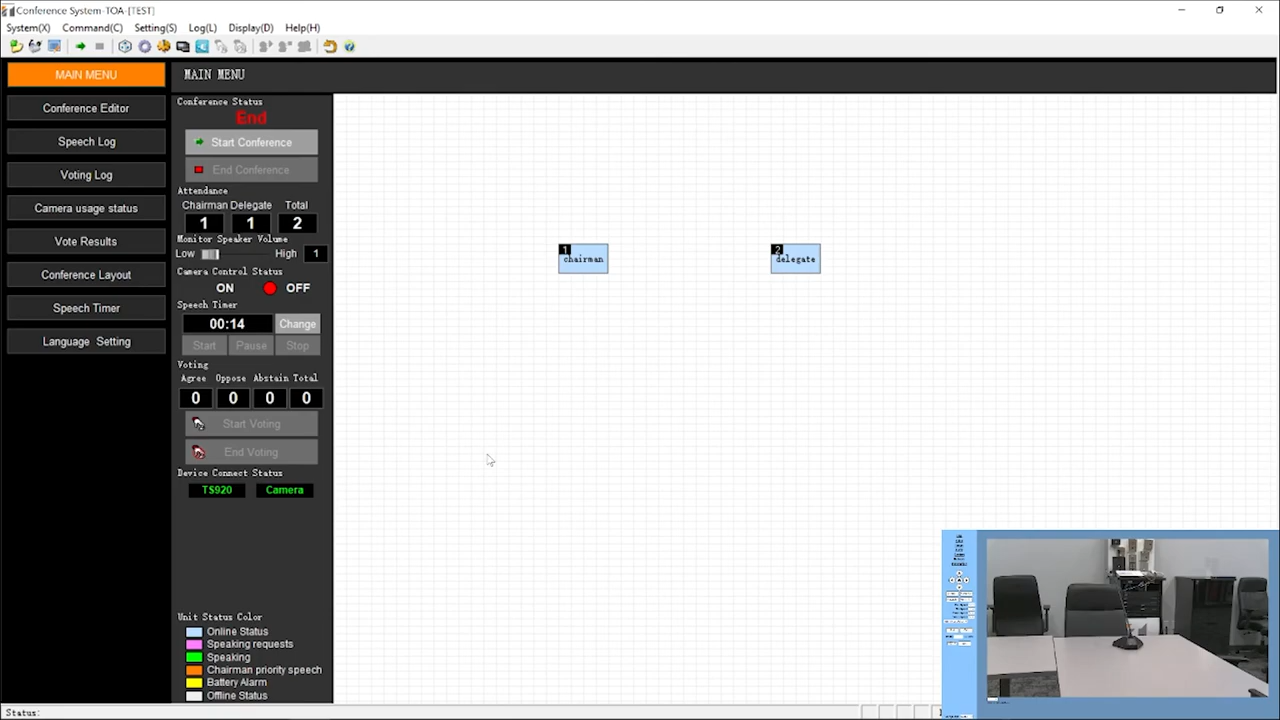 Conference System-TOA-[TEST]
System(X) Command(C) Setting(S) Log(L) Display(D) Help(H)
MAIN MENU
Conference Editor
Speech Log
Voting Log
Camera usage status
Vote Results
Conference Layout
Speech Timer
Language Setting
MAIN MENU
Conference Status
End
Start Conference
End Conference
Attendance
Chairman Delegate Total
1 1 2
Monitor Speaker Volume
Low High 1
Camera Control Status
ON OFF
Speech Timer
00:14 Change
Start Pause Stop
Voting
Agree Oppose Abstain Total
0 0 0 0
Start Voting
End Voting
Device Connect Status
TS920 Camera
Unit Status Color
Online Status
Speaking requests
Speaking
Chairman priority speech
Battery Alarm
Offline Status
1
chairman
2
delegate
Status: